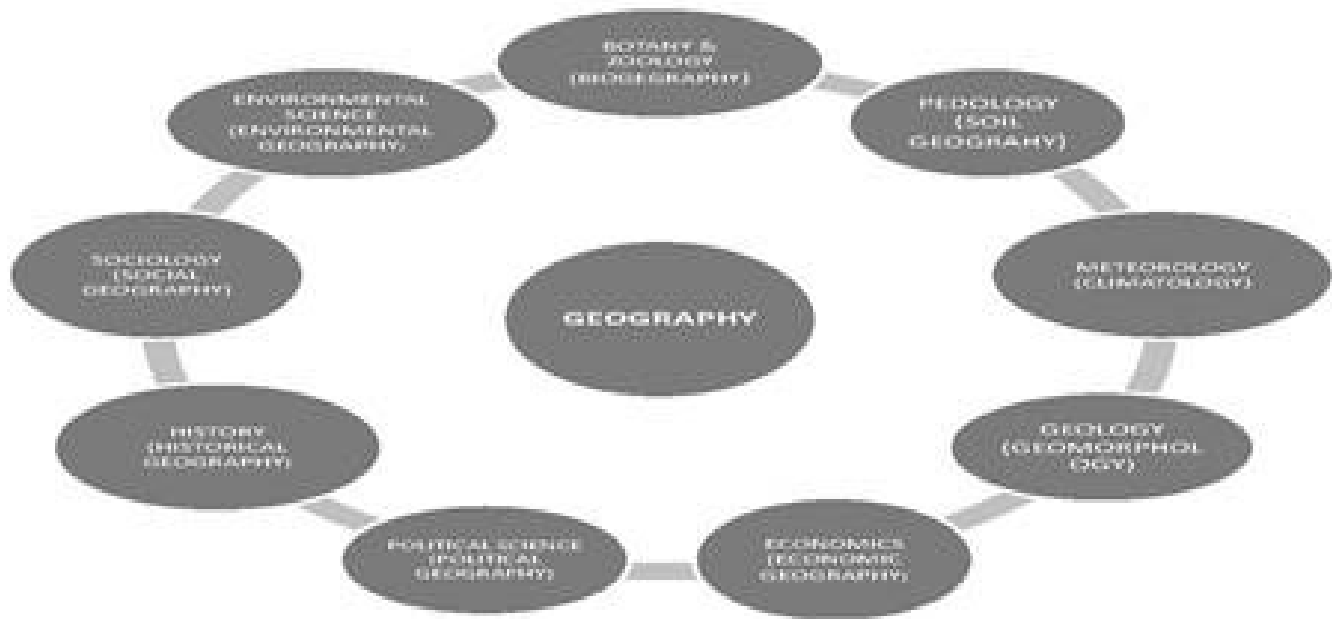 BOTANY &
ZOOLOGY
(BIOGEGRAPHY)
PEDOLOGY
(SOIL
GEOGRAHY)
METEOROLOGY
(CLIMATOLOGY)
GEOLOGY
(GEOMORPHOL
OGY)
ECONOMICS
(ECONOMIC
GEOGRAPHY)
POLITICAL SCIENCE
(POLITICAL
GEOGRAPHY)
HISTORY
(HISTORICAL
GEOGRAPHY)
SOCIOLOGY
(SOCIAL
GEOGRAPHY)
ENVIRONMENTAL
SCIENCE
(ENVIRONMENTAL
GEOGRAPHY)
GEOGRAPHY